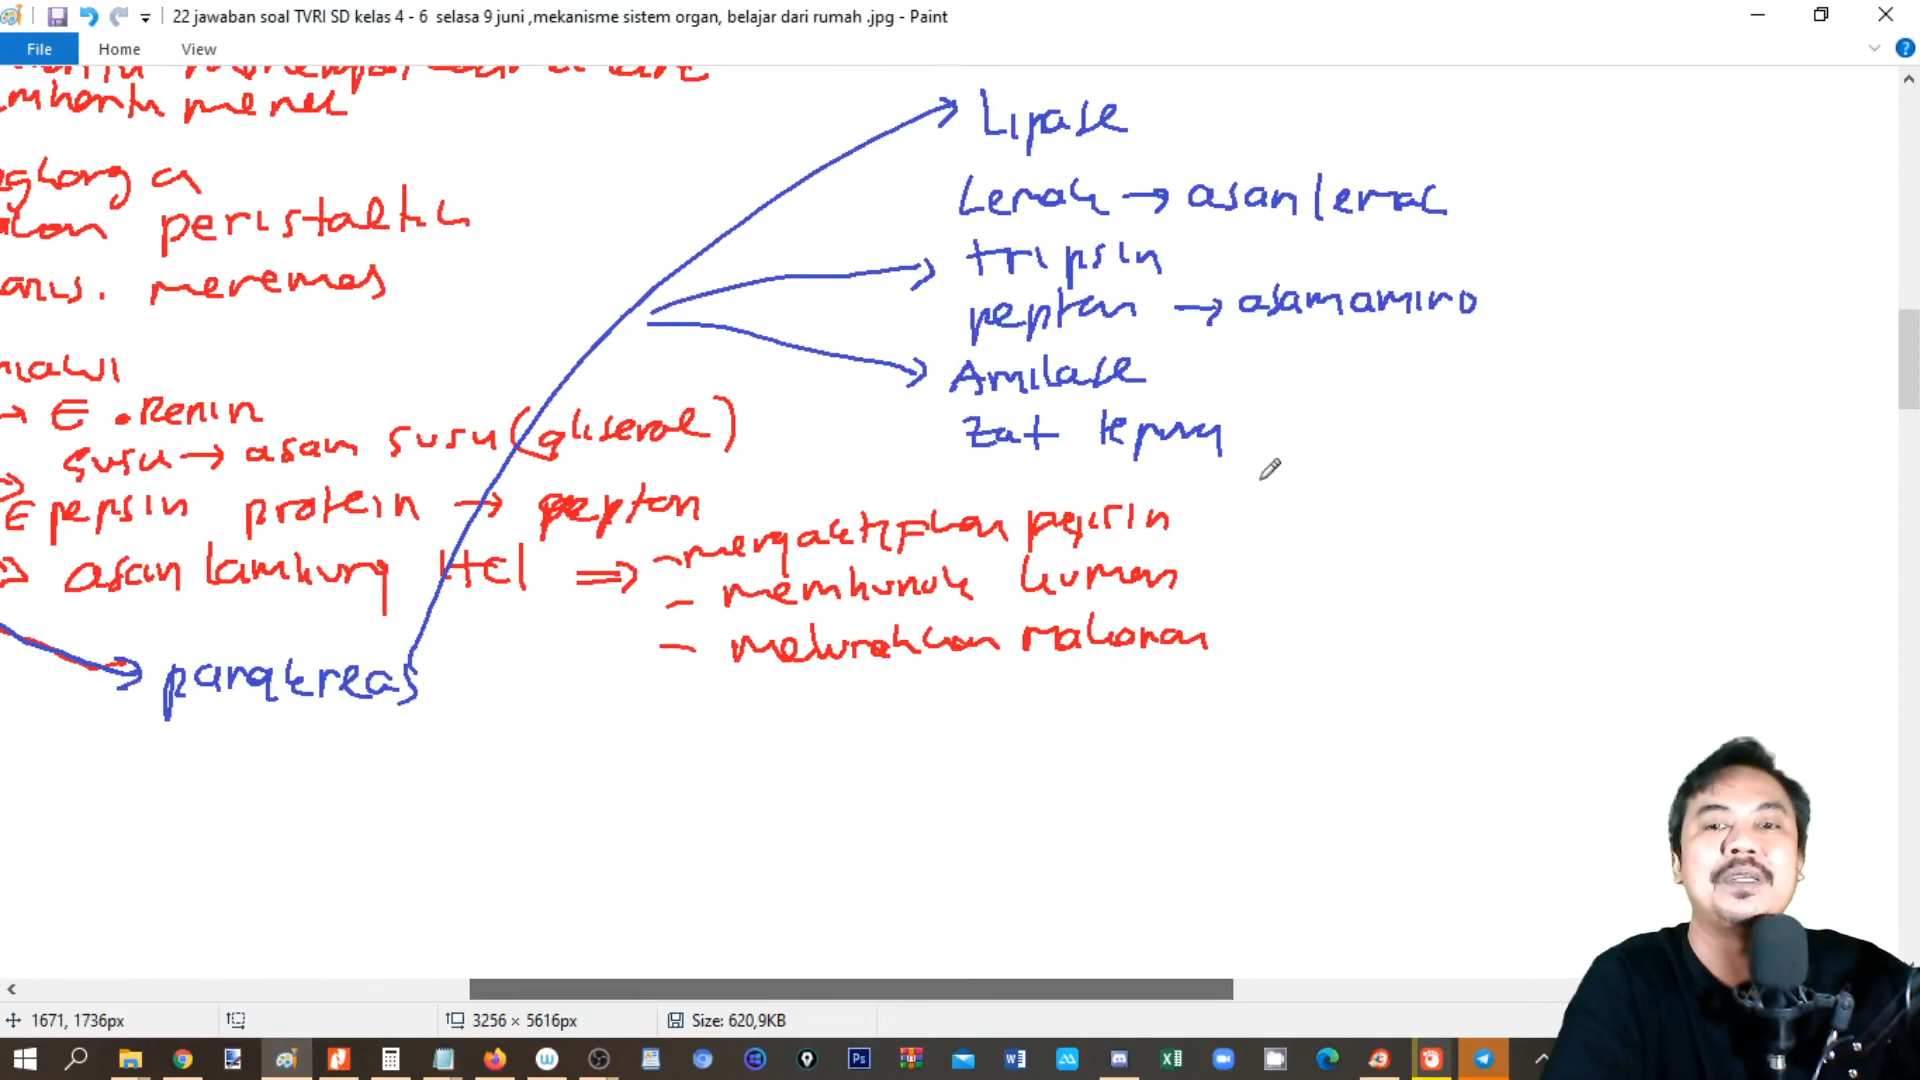 22 jawaban soal TVRI SD kelas 4 - 6 selasa 9 juni ,mekanisme sistem organ, belajar dari rumah .jpg - Paint
File Home View
Lipase
Lemak → asam lemak
peristaltik
tripsin
meremas
pepton → asam amino
Amilase
E . Renin
Zat tepung
susu → asam susu (gliserol)
E pepsin protein → pepton
- mengaktifkan pepsin
⇒ asam lambung HCl ⇒
- membunuh kuman
- melunakkan makanan
pangkreas
1671, 1736px 3256 × 5616px Size: 620,9KB